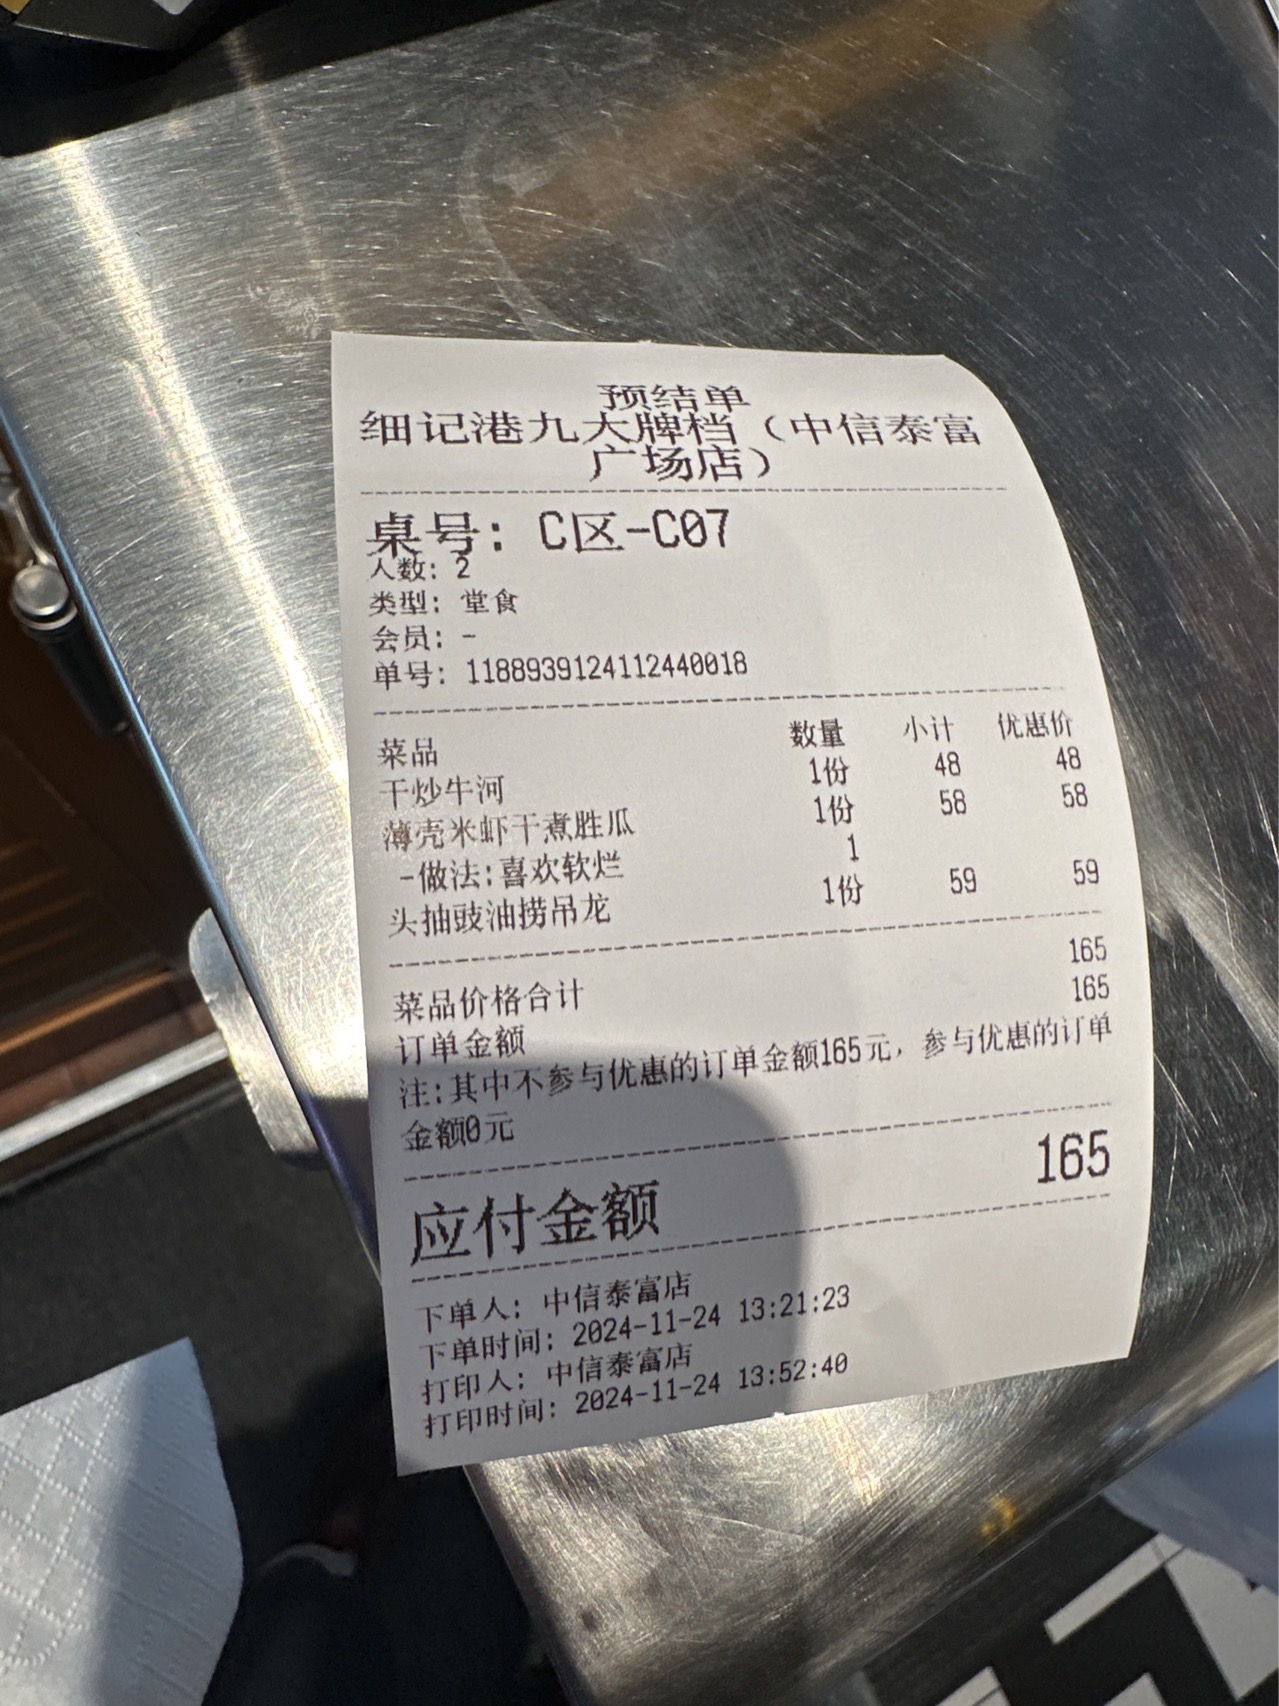 预结单
细记港九大牌档（中信泰富
广场店）
桌号: C区-C07
人数: 2
类型: 堂食
会员: -
单号: 1188939124112440018
菜品 数量 小计 优惠价
干炒牛河 1份 48 48
薄壳米虾干煮胜瓜 1份 58 58
-做法:喜欢软烂 1
头抽豉油捞吊龙 1份 59 59
菜品价格合计 165
订单金额 165
注:其中不参与优惠的订单金额165元，参与优惠的订单
金额0元
应付金额 165
下单人: 中信泰富店
下单时间: 2024-11-24 13:21:23
打印人: 中信泰富店
打印时间: 2024-11-24 13:52:40